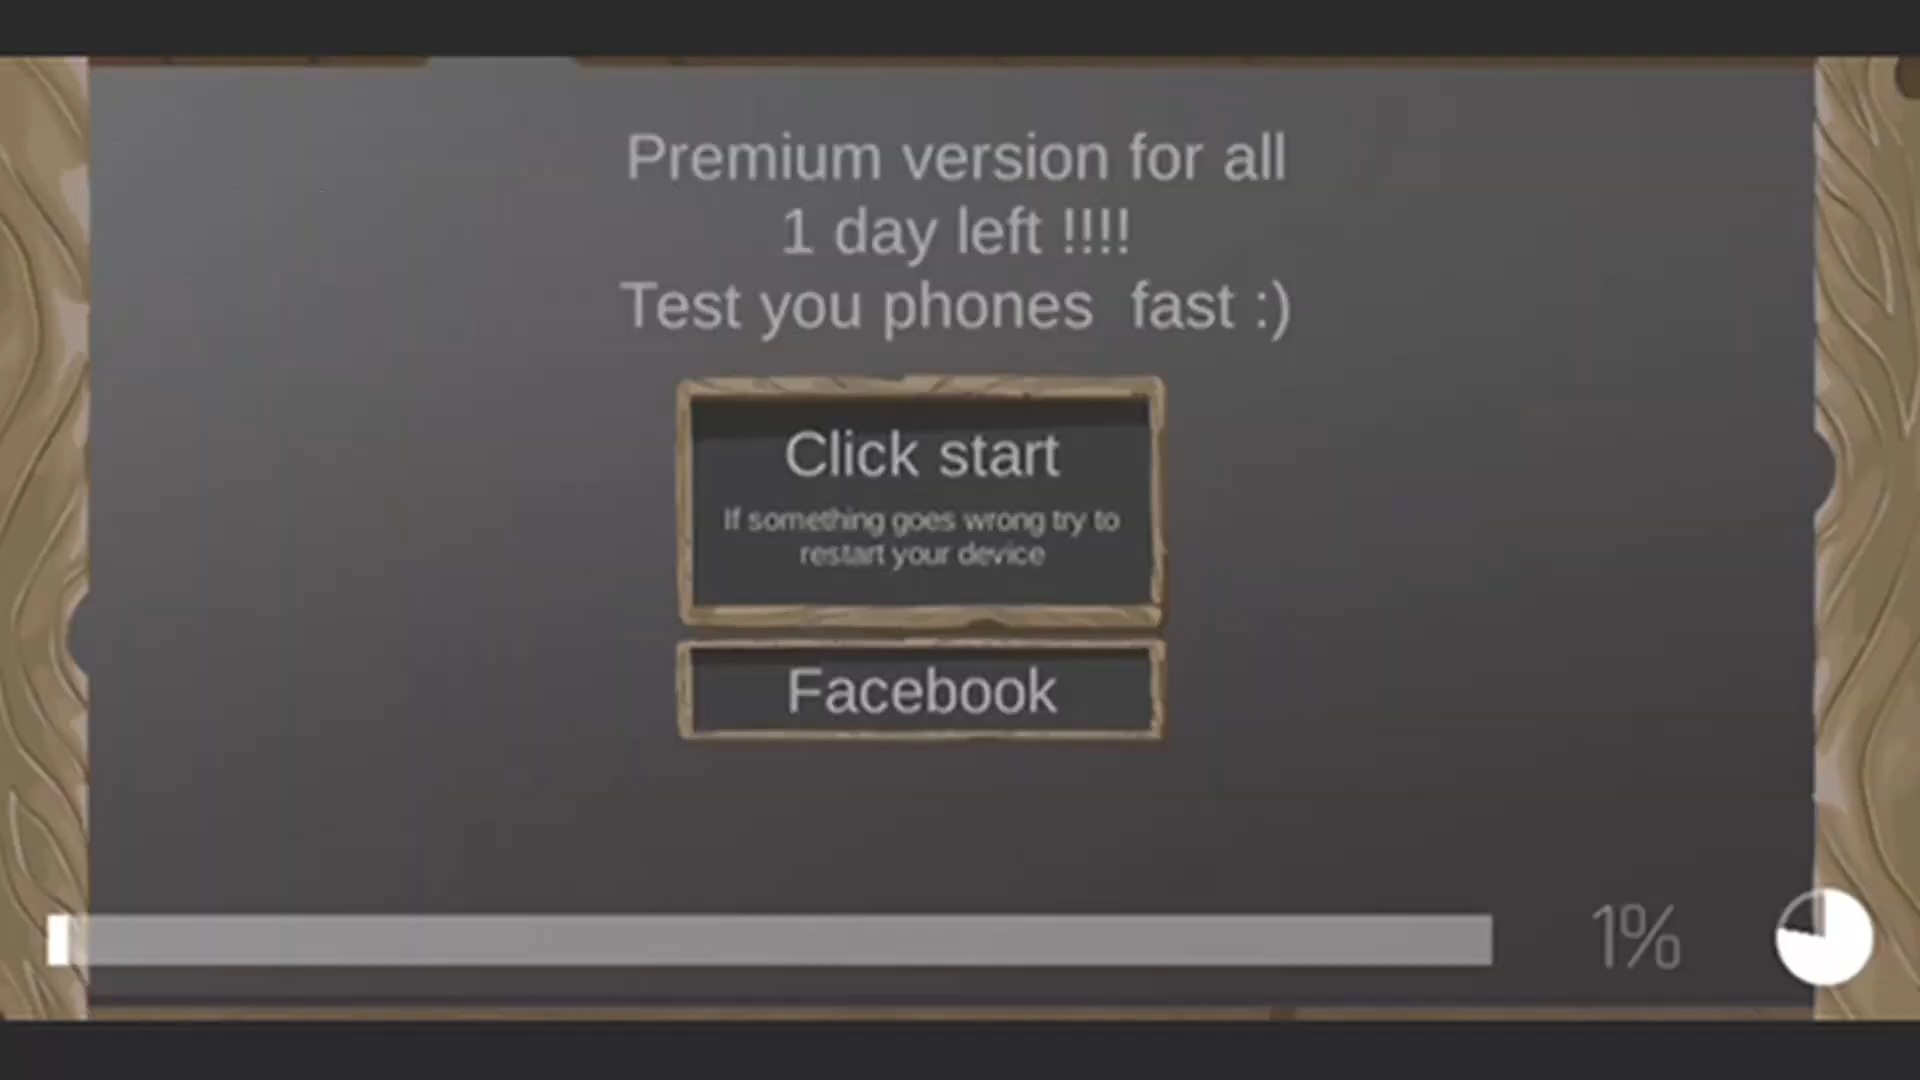 Premium version for all
1 day left !!!!
Test you phones  fast :)
Click start
If something goes wrong try to
restart your device
Facebook
1%